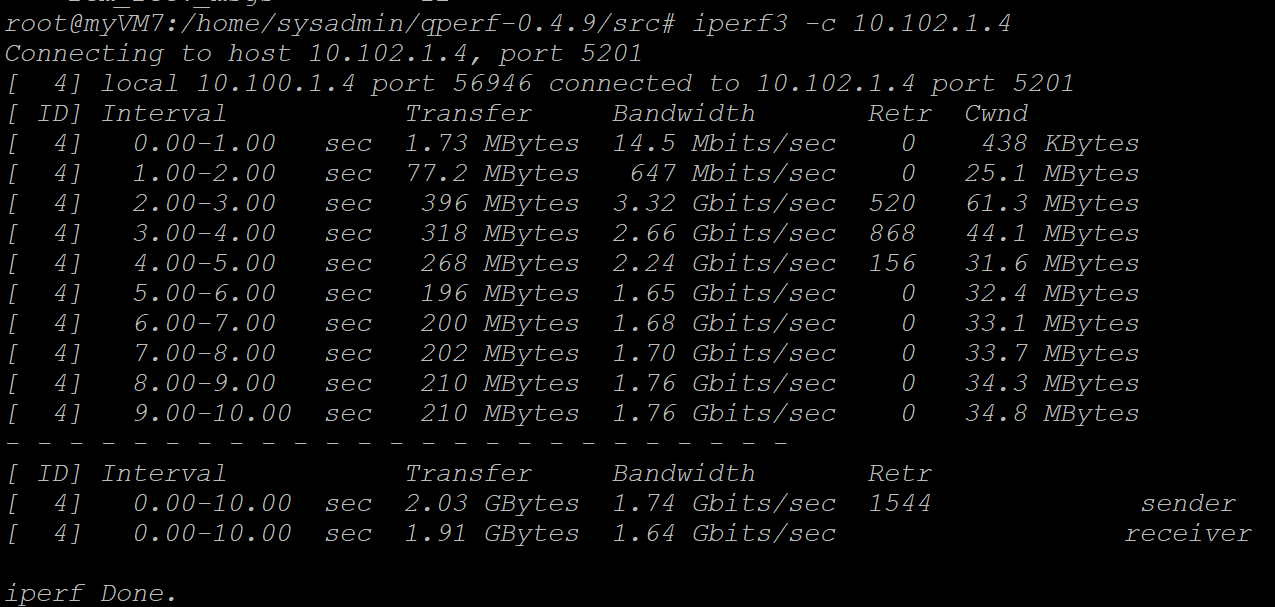 root@myVM7:/home/sysadmin/qperf-0.4.9/src# iperf3 -c 10.102.1.4
Connecting to host 10.102.1.4, port 5201
[  4] local 10.100.1.4 port 56946 connected to 10.102.1.4 port 5201
[ ID] Interval           Transfer     Bandwidth       Retr  Cwnd
[  4]   0.00-1.00   sec  1.73 MBytes  14.5 Mbits/sec    0    438 KBytes
[  4]   1.00-2.00   sec  77.2 MBytes   647 Mbits/sec    0   25.1 MBytes
[  4]   2.00-3.00   sec   396 MBytes  3.32 Gbits/sec  520   61.3 MBytes
[  4]   3.00-4.00   sec   318 MBytes  2.66 Gbits/sec  868   44.1 MBytes
[  4]   4.00-5.00   sec   268 MBytes  2.24 Gbits/sec  156   31.6 MBytes
[  4]   5.00-6.00   sec   196 MBytes  1.65 Gbits/sec    0   32.4 MBytes
[  4]   6.00-7.00   sec   200 MBytes  1.68 Gbits/sec    0   33.1 MBytes
[  4]   7.00-8.00   sec   202 MBytes  1.70 Gbits/sec    0   33.7 MBytes
[  4]   8.00-9.00   sec   210 MBytes  1.76 Gbits/sec    0   34.3 MBytes
[  4]   9.00-10.00  sec   210 MBytes  1.76 Gbits/sec    0   34.8 MBytes
- - - - - - - - - - - - - - - - - - - - - - - - -
[ ID] Interval           Transfer     Bandwidth       Retr
[  4]   0.00-10.00  sec  2.03 GBytes  1.74 Gbits/sec  1544             sender
[  4]   0.00-10.00  sec  1.91 GBytes  1.64 Gbits/sec                  receiver

iperf Done.